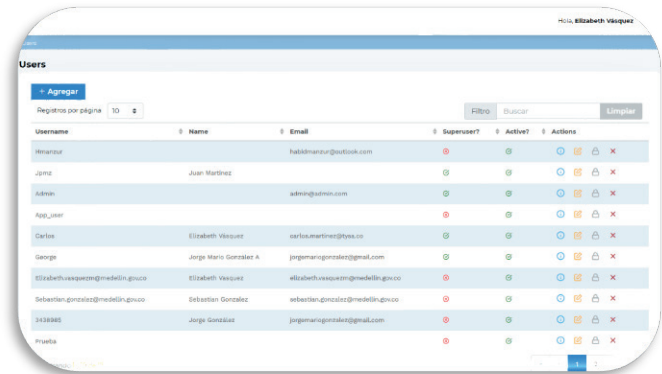 Hola, Elizabeth Vásquez
Users
Users
+ Agregar
Registros por página 10
Filtro Buscar Limpiar
Username Name Email Superuser? Active? Actions
Hmanzur habidmanzur@outlook.com
Jpmz Juan Martinez
Admin admin@admin.com
App_user
Carlos Elizabeth Vásquez carlos.martinez@tyss.co
George Jorge Mario González A jorgemariogonzalez@gmail.com
Elizabeth.vasquezm@medellin.gov.co Elizabeth Vasquez elizabeth.vasquezm@medellin.gov.co
Sebastian.gonzalez@medellin.gov.co Sebastian Gonzalez sebastian.gonzalez@medellin.gov.co
3438985 Jorge González jorgemariogonzalez@gmail.com
Prueba
1